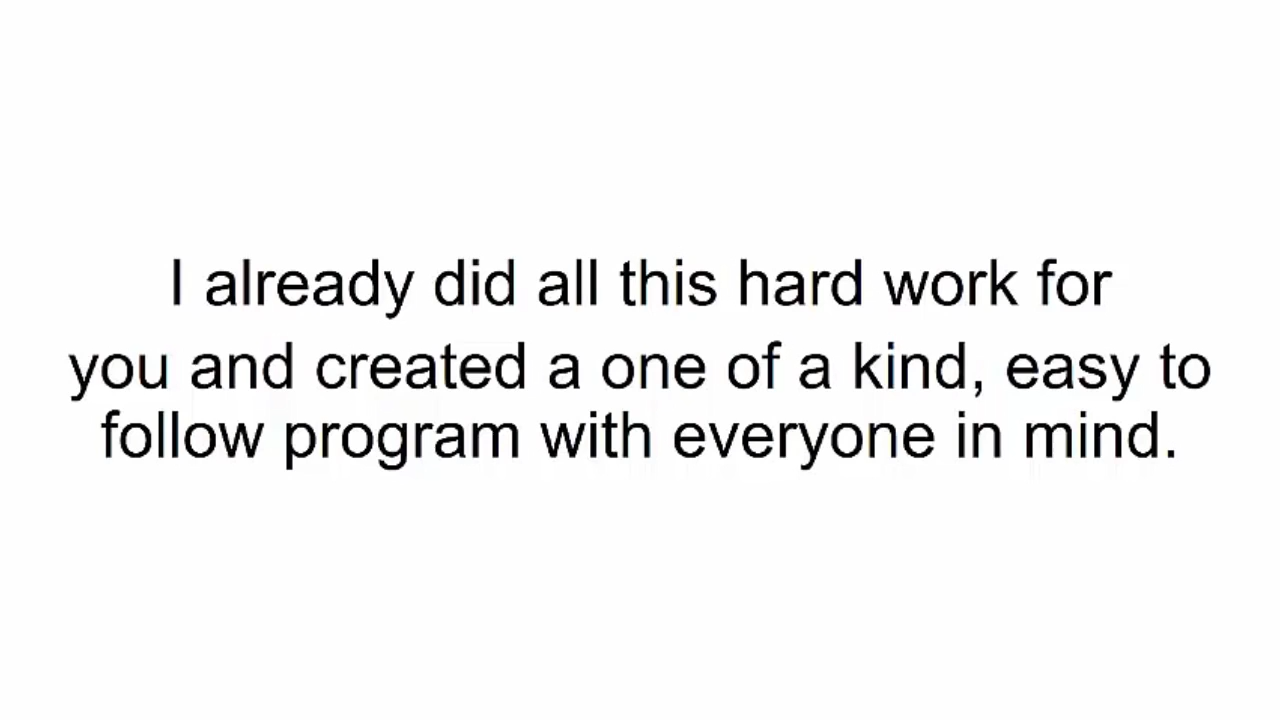 I already did all this hard work for
you and created a one of a kind, easy to
follow program with everyone in mind.